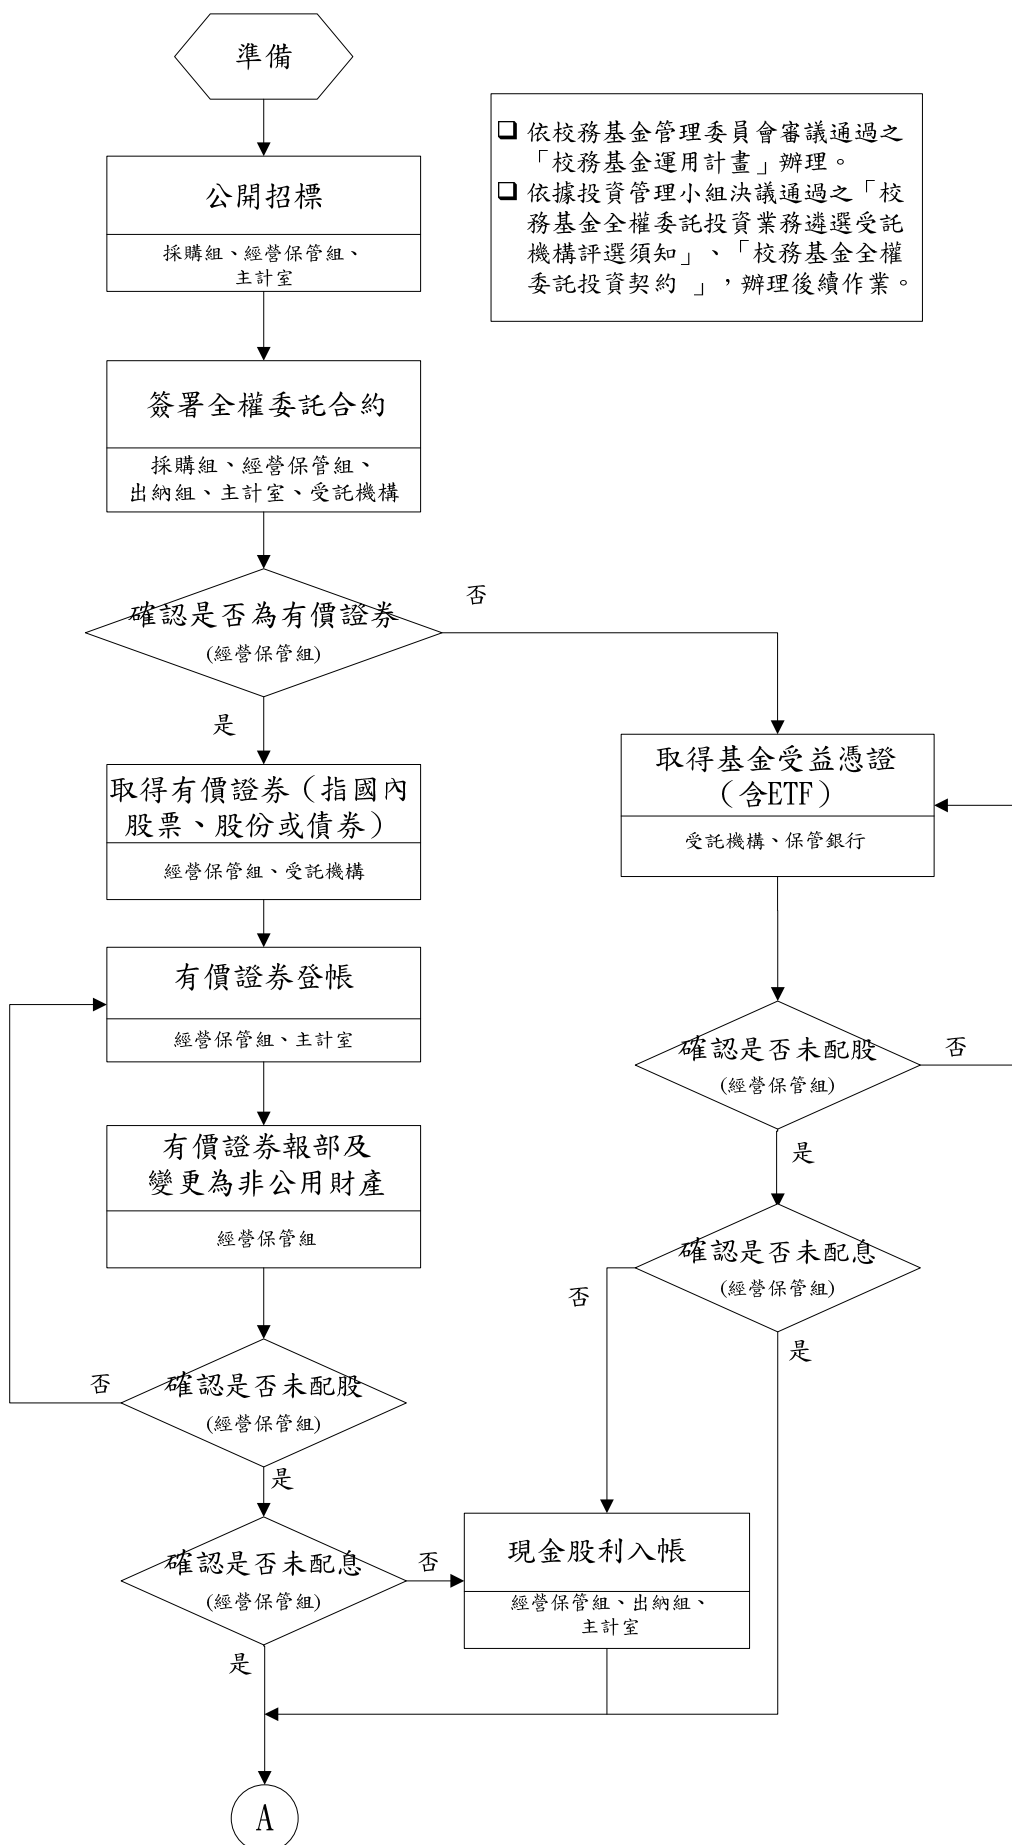 準備
❑ 依校務基金管理委員會審議通過之
「校務基金運用計畫」辦理。
❑ 依據投資管理小組決議通過之「校
務基金全權委託投資業務遴選受託
機構評選須知」、「校務基金全權
委託投資契約 」，辦理後續作業。
公開招標
採購組、經營保管組、
主計室
簽署全權委託合約
採購組、經營保管組、
出納組、主計室、受託機構
確認是否為有價證券
(經營保管組)
否
是
取得有價證券（指國內
股票、股份或債券）
經營保管組、受託機構
取得基金受益憑證
（含ETF）
受託機構、保管銀行
有價證券登帳
經營保管組、主計室
確認是否未配股
(經營保管組)
否
是
有價證券報部及
變更為非公用財產
經營保管組
確認是否未配息
(經營保管組)
否
是
確認是否未配股
(經營保管組)
否
是
確認是否未配息
(經營保管組)
否
是
現金股利入帳
經營保管組、出納組、
主計室
A